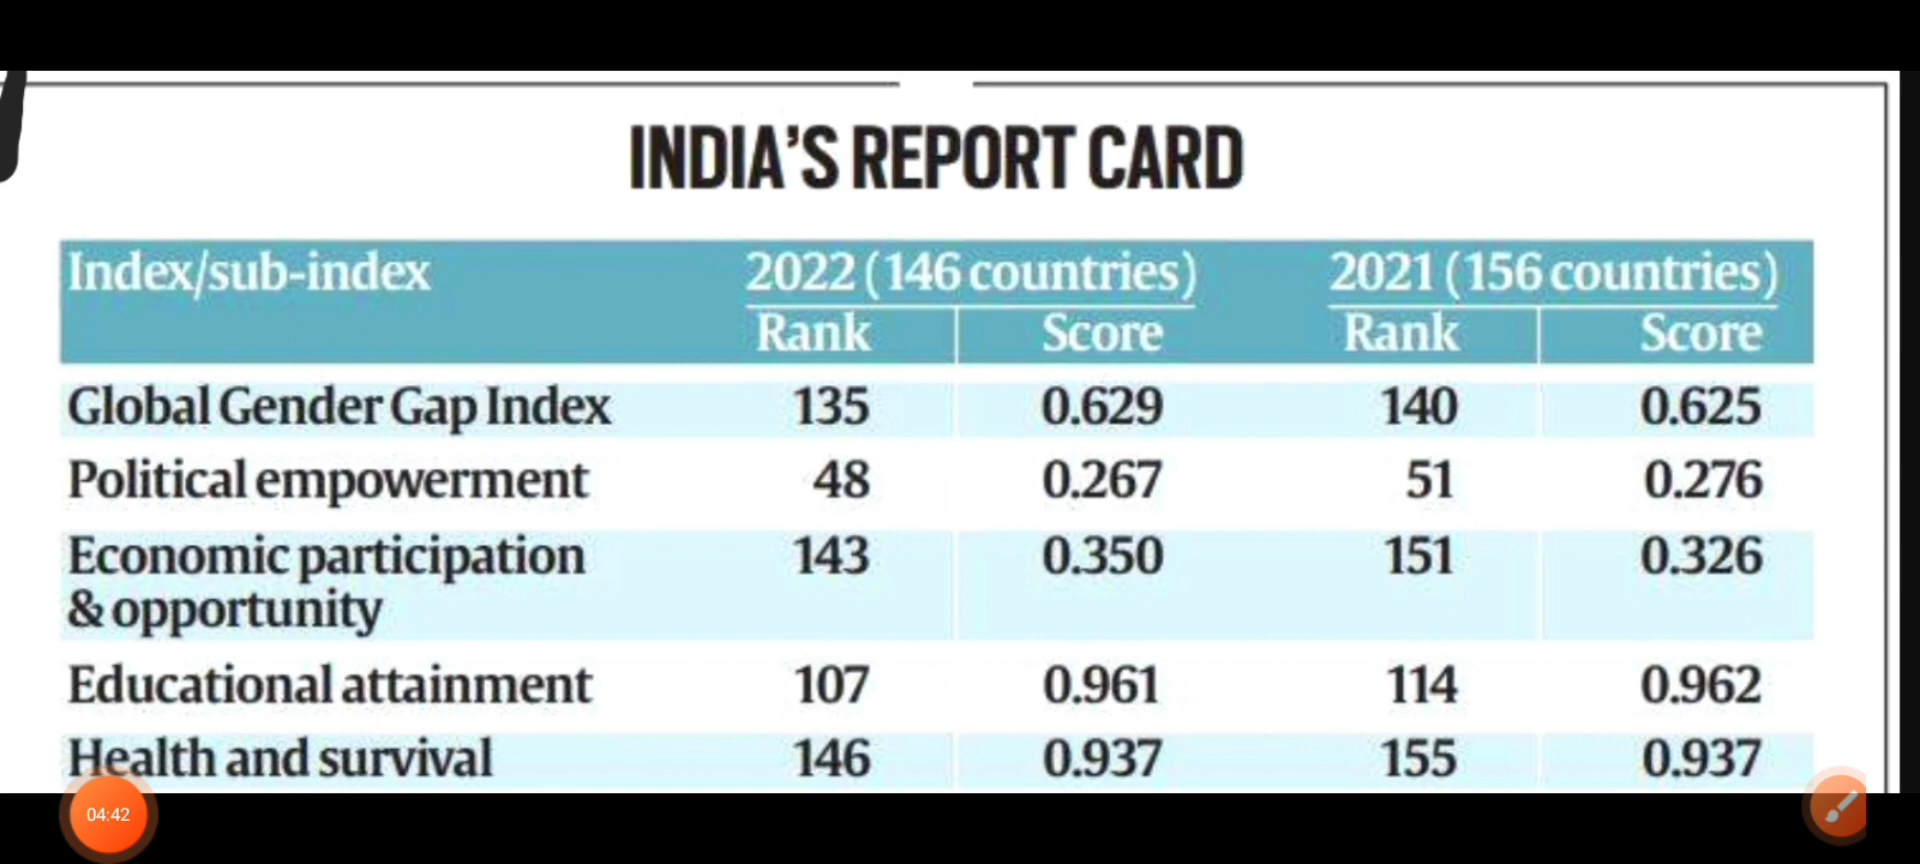 INDIA'S REPORT CARD
Index/sub-index 2022 (146 countries) 2021 (156 countries)
Rank Score Rank Score
Global Gender Gap Index 135 0.629 140 0.625
Political empowerment 48 0.267 51 0.276
Economic participation 143 0.350 151 0.326
& opportunity
Educational attainment 107 0.961 114 0.962
Health and survival 146 0.937 155 0.937
04:42